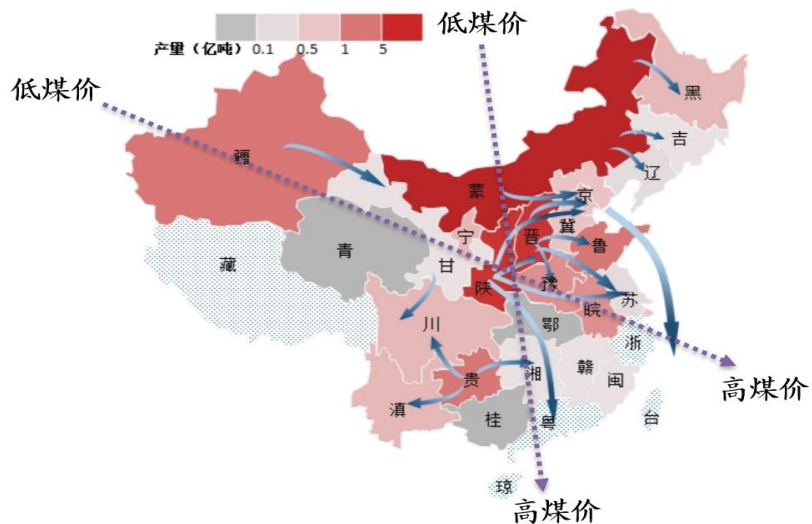 产量（亿吨） 0.1 0.5 1 5
低煤价
低煤价
黑
吉
辽
疆
蒙
京
冀
宁
晋
鲁
青
甘
藏
陕
豫
苏
皖
川
鄂
浙
贵
湘
赣
闽
高煤价
滇
桂
粤
台
琼
高煤价